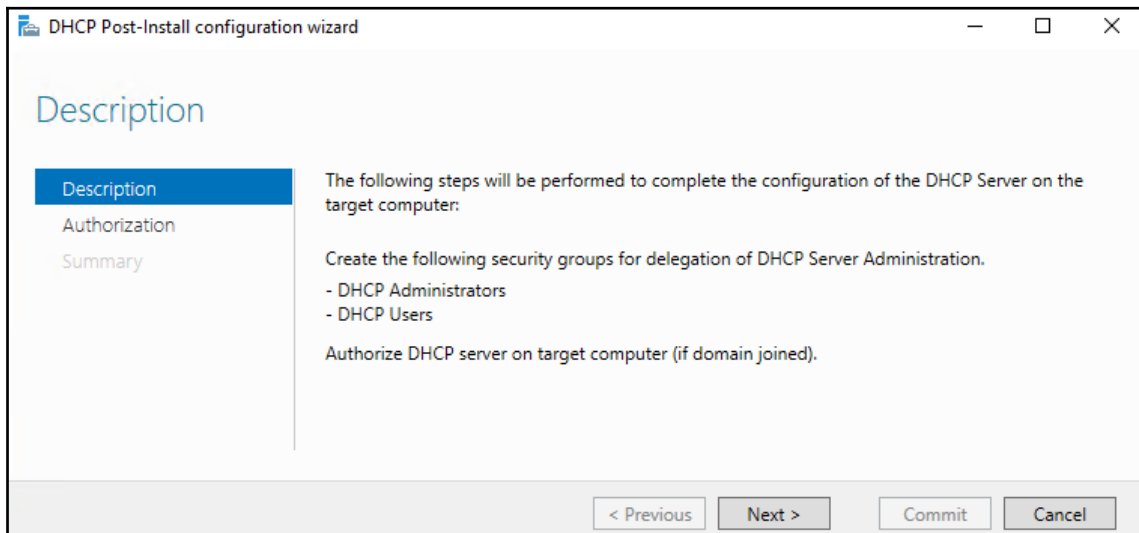 DHCP Post-Install configuration wizard
Description
Description
Authorization
Summary
The following steps will be performed to complete the configuration of the DHCP Server on the
target computer:
Create the following security groups for delegation of DHCP Server Administration.
- DHCP Administrators
- DHCP Users
Authorize DHCP server on target computer (if domain joined).
< Previous
Next >
Commit
Cancel